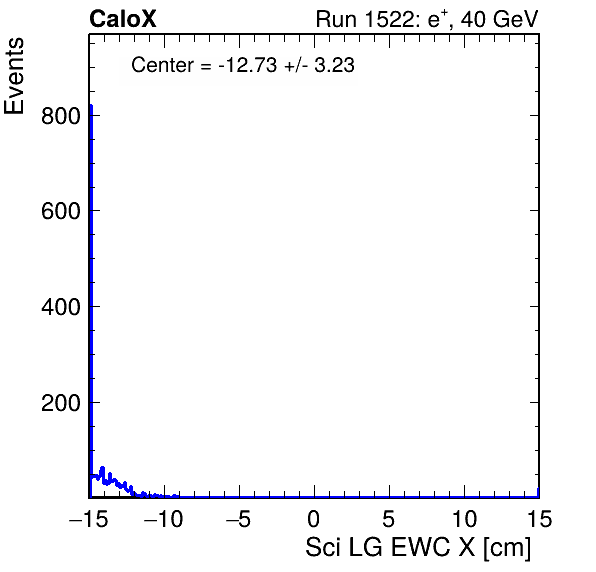 CaloX Run 1522: e⁺, 40 GeV
Center = -12.73 +/- 3.23
Events
800
600
400
200
−15 −10 −5 0 5 10 15
Sci LG EWC X [cm]